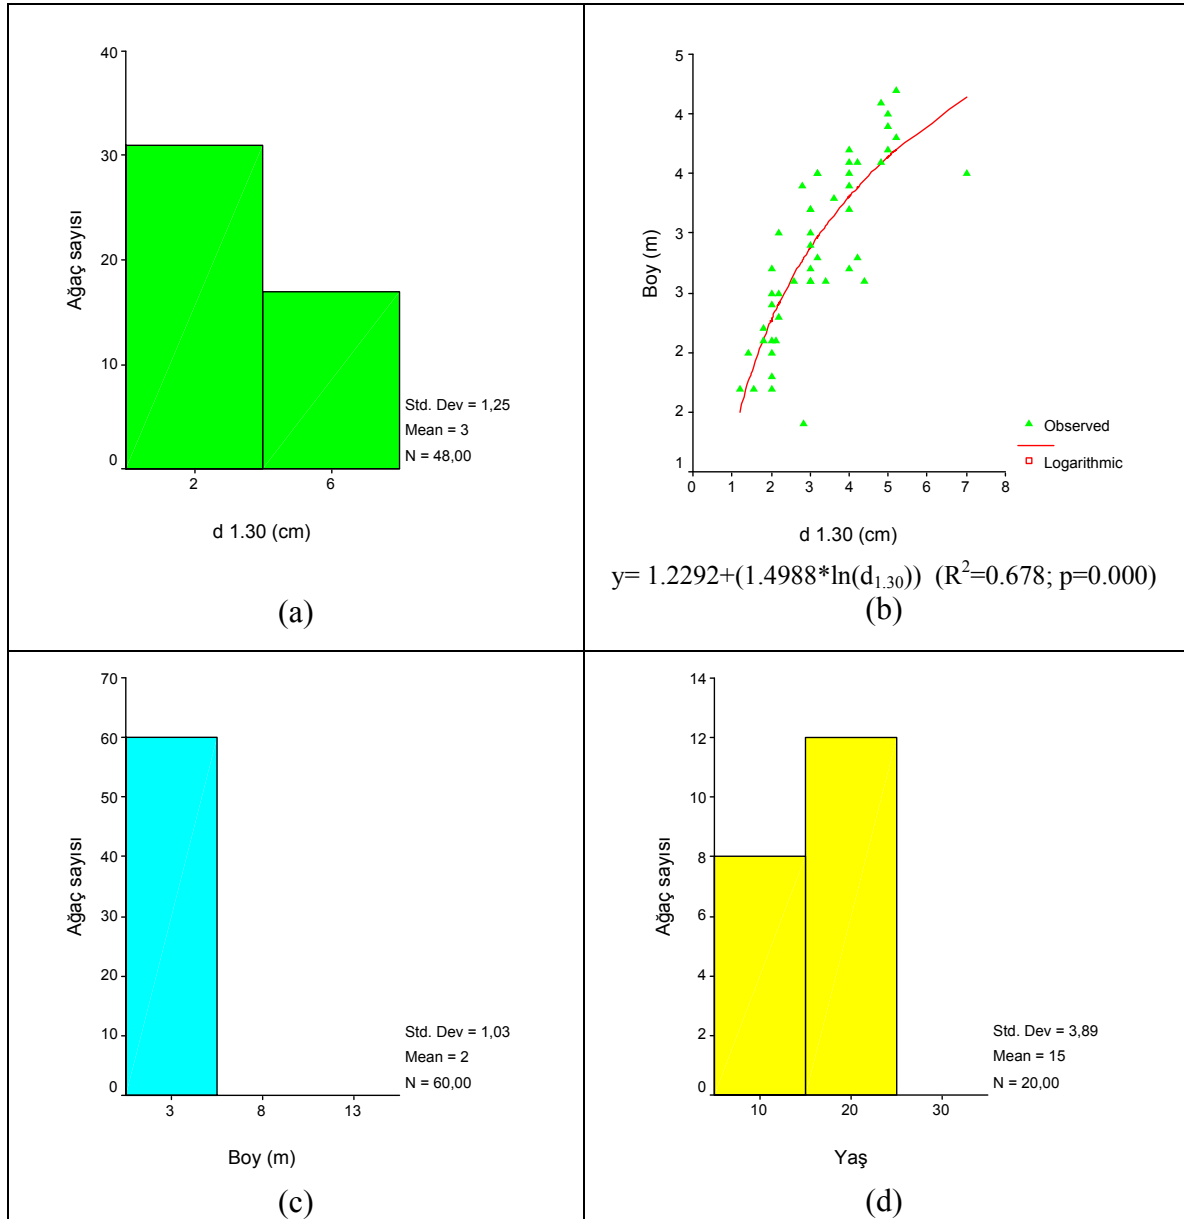 40
30
20
10
0
Ağaç sayısı
2 6
d 1.30 (cm)
Std. Dev = 1,25
Mean = 3
N = 48,00
(a)
5
4
4
3
3
2
2
1
Boy (m)
0 1 2 3 4 5 6 7 8
d 1.30 (cm)
Observed
Logarithmic
y= 1.2292+(1.4988*ln(d1.30)) (R²=0.678; p=0.000)
(b)
70
60
50
40
30
20
10
0
Ağaç sayısı
3 8 13
Boy (m)
Std. Dev = 1,03
Mean = 2
N = 60,00
(c)
14
12
10
8
6
4
2
0
Ağaç sayısı
10 20 30
Yaş
Std. Dev = 3,89
Mean = 15
N = 20,00
(d)